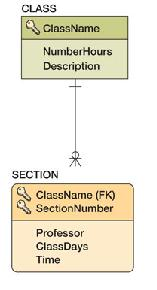 CLASS
ClassName
NumberHours
Description
SECTION
ClassName (FK)
SectionNumber
Professor
ClassDays
Time